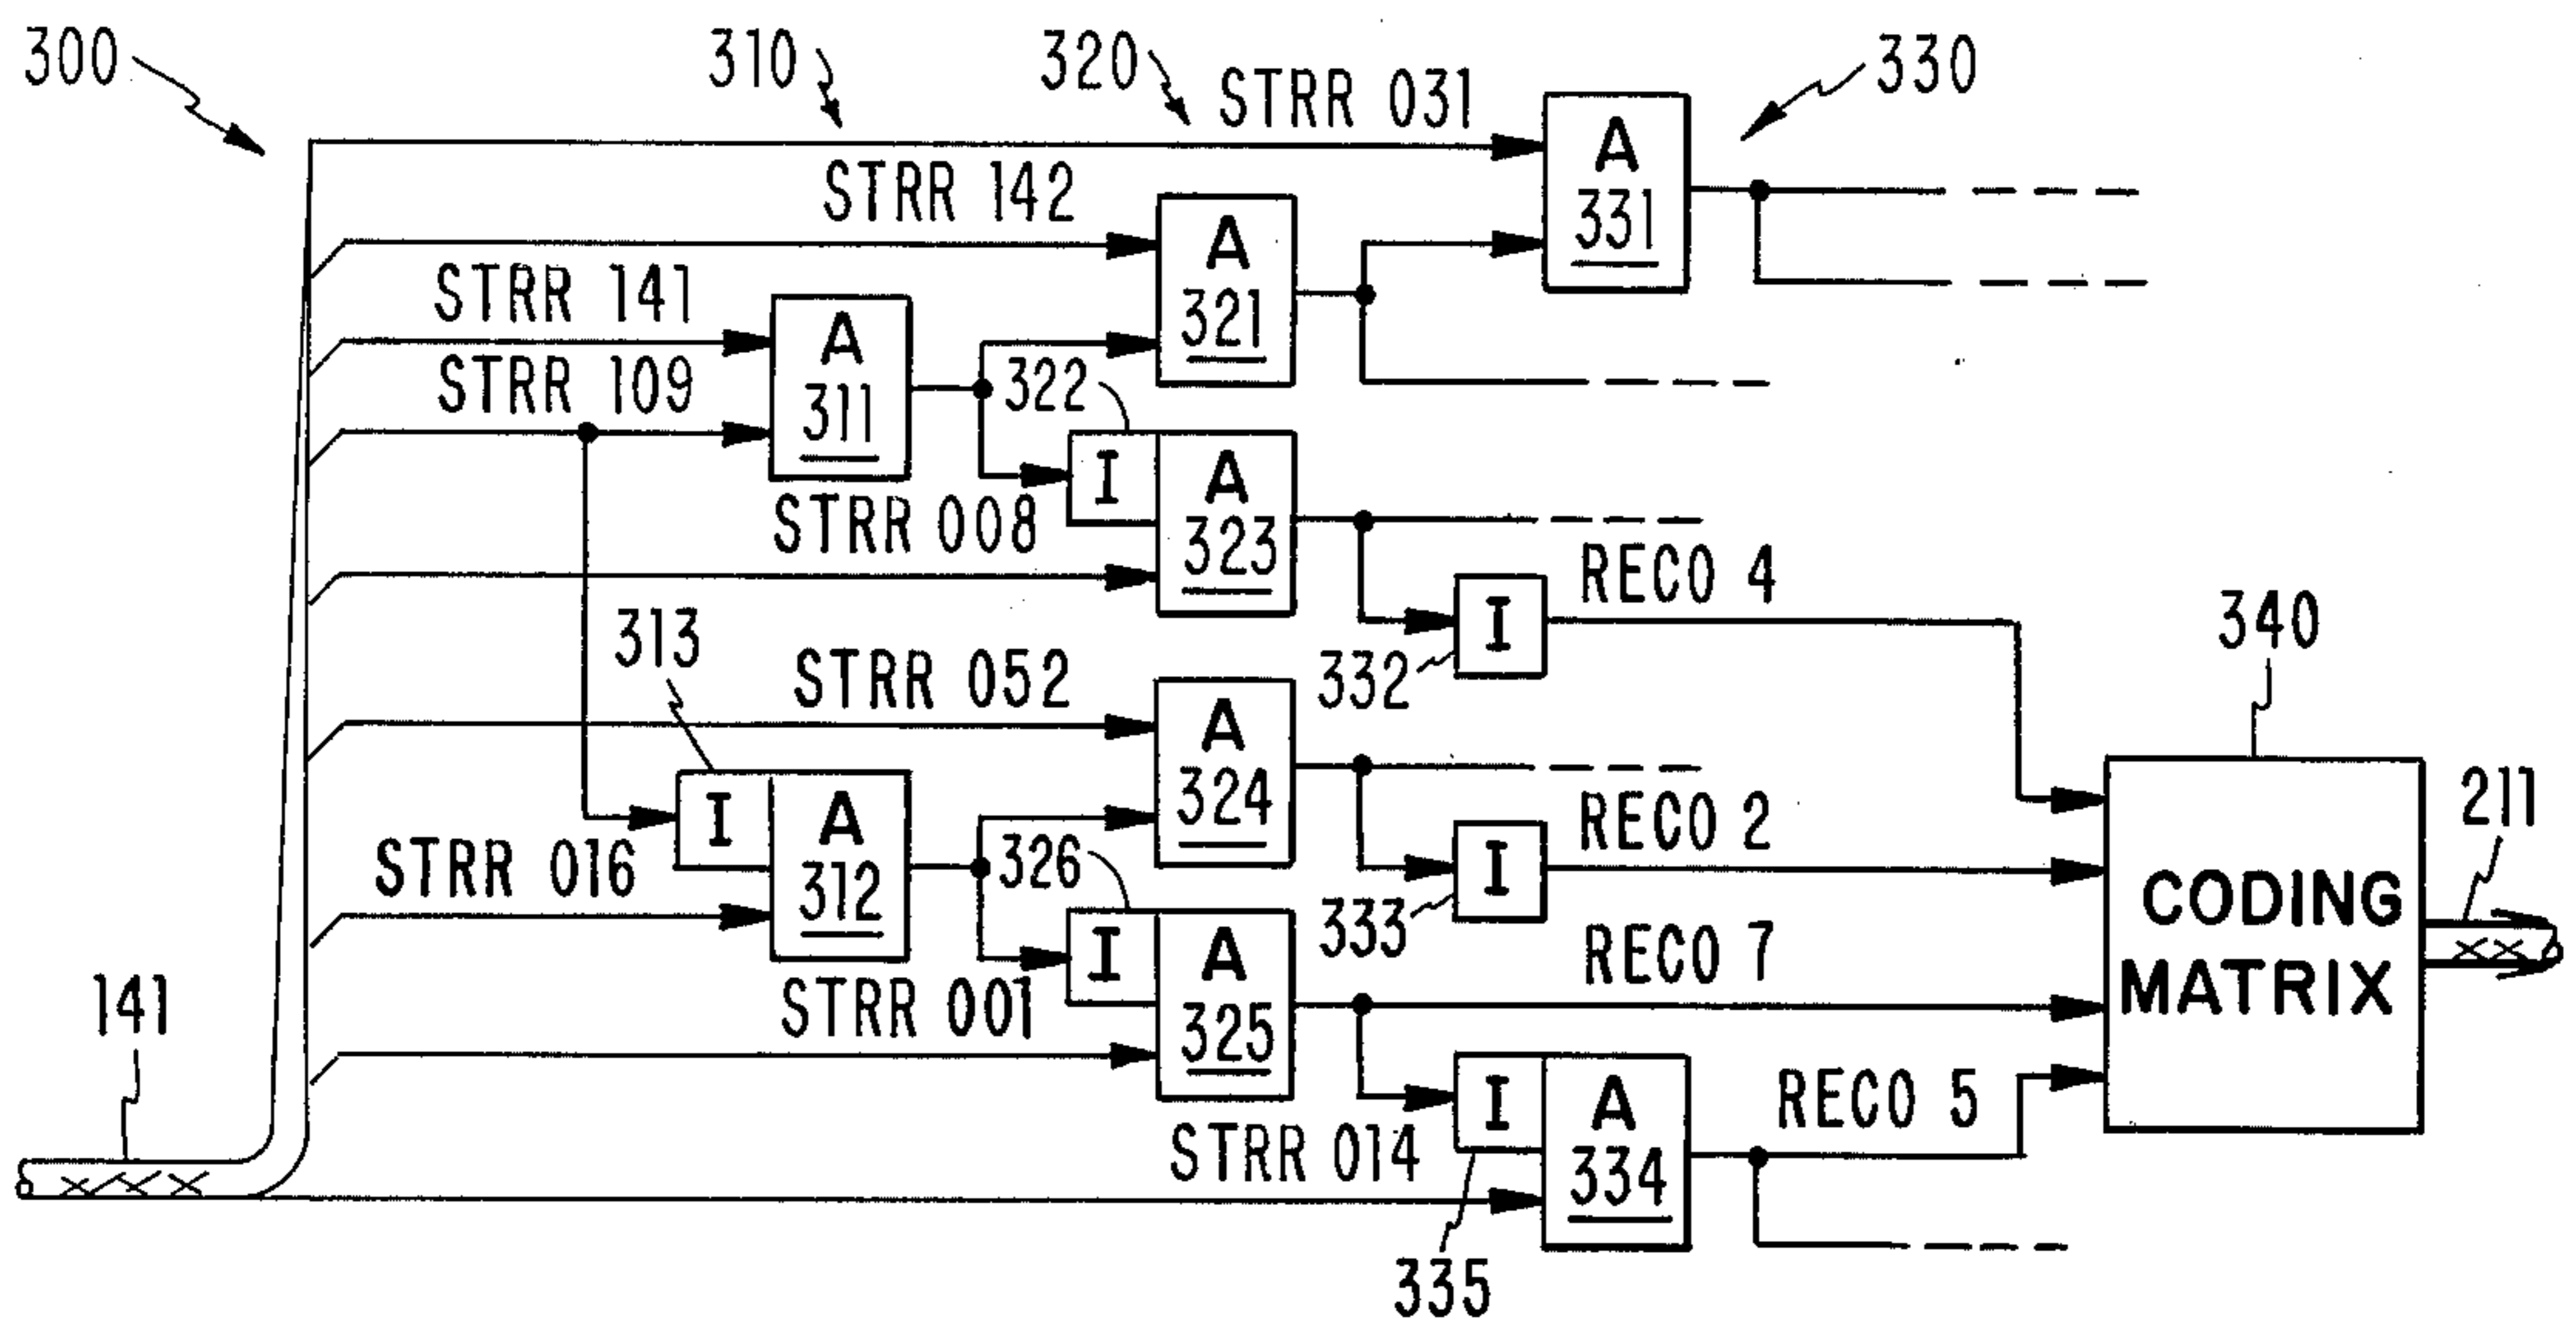 300
310
320
STRR 031
330
A
331
STRR 142
A
321
STRR 141
A
311
STRR 109
322
I
A
323
STRR 008
RECO 4
I
332
340
313
STRR 052
A
324
I
A
312
STRR 016
326
RECO 2
I
333
211
CODING
MATRIX
I
A
325
STRR 001
RECO 7
141
I
A
334
RECO 5
STRR 014
335